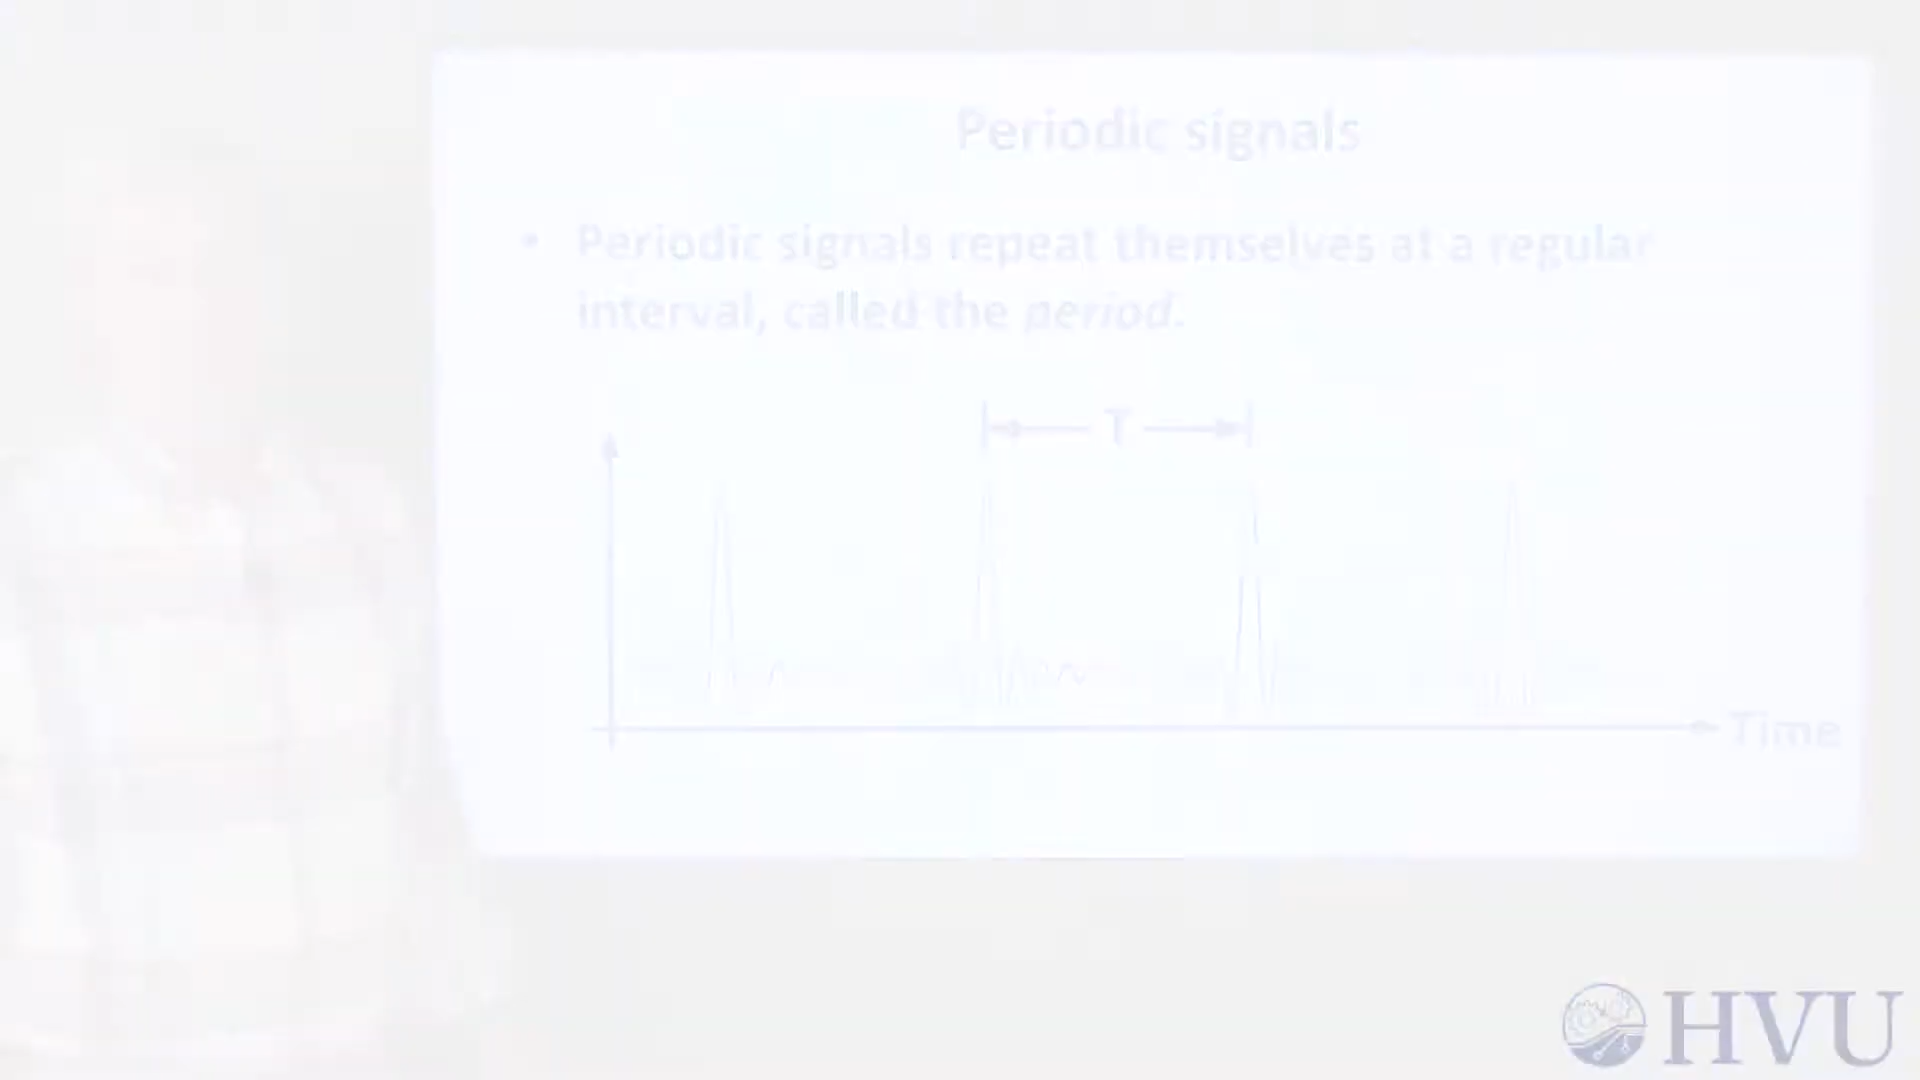 Periodic signals
• Periodic signals repeat themselves at a regular
interval, called the period.
T
Time
HVU